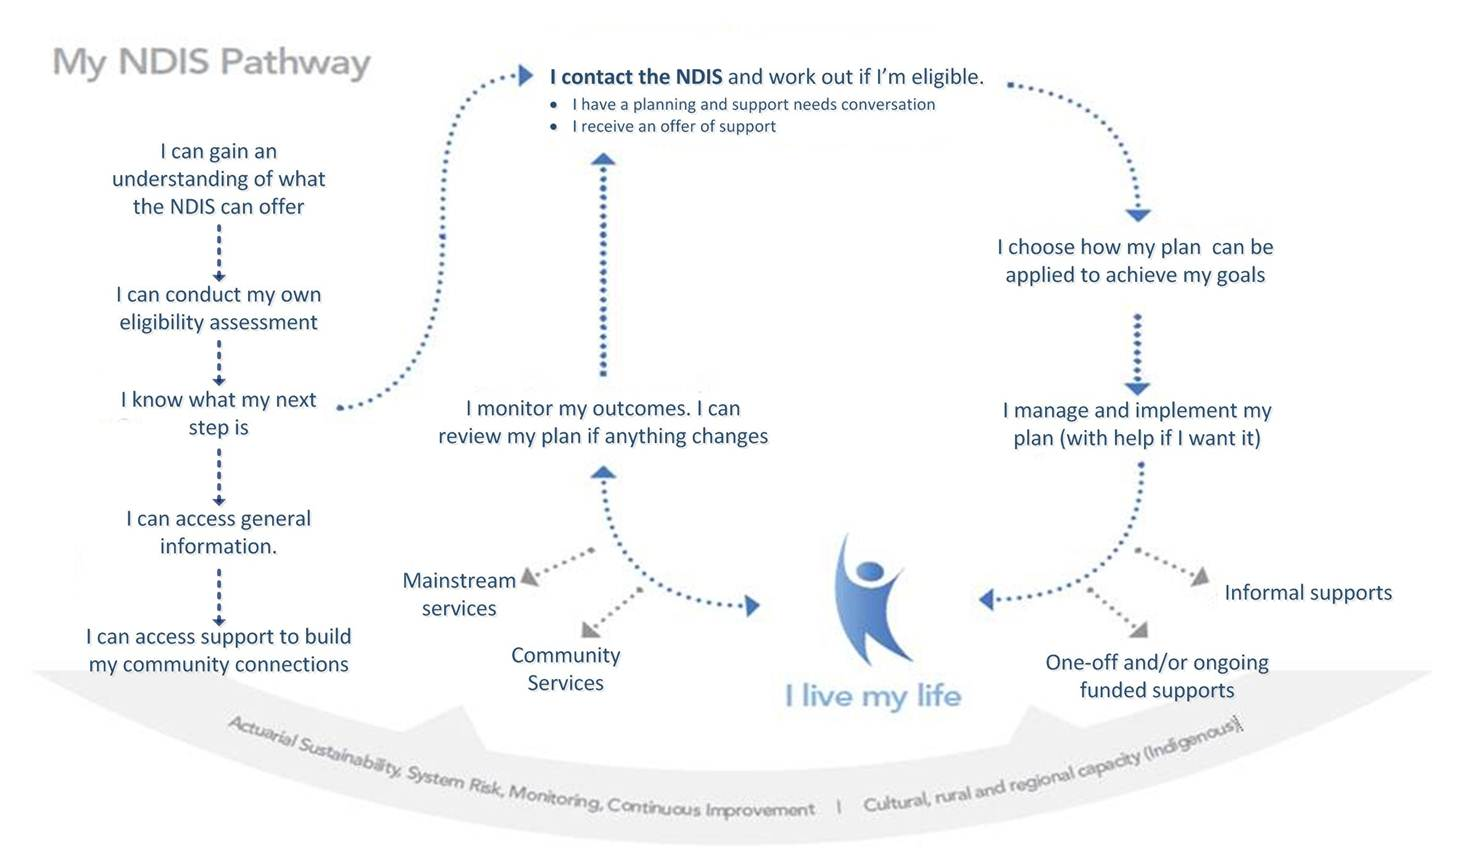 My NDIS Pathway
I can gain an
understanding of what
the NDIS can offer
I can conduct my own
eligibility assessment
I know what my next
step is
I can access general
information.
I can access support to build
my community connections
I contact the NDIS and work out if I'm eligible.
• I have a planning and support needs conversation
• I receive an offer of support
I choose how my plan can be
applied to achieve my goals
I manage and implement my
plan (with help if I want it)
Informal supports
One-off and/or ongoing
funded supports
I live my life
I monitor my outcomes. I can
review my plan if anything changes
Mainstream
services
Community
Services
Actuarial Sustainability, System Risk, Monitoring, Continuous Improvement | Cultural, rural and regional capacity (Indigenous)